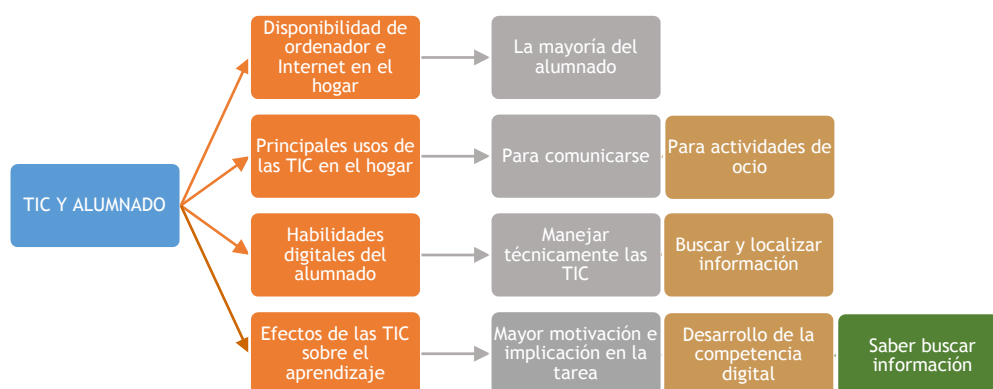 Disponibilidad de
ordenador e
Internet en el
hogar
La mayoría del
alumnado
Principales usos de
las TIC en el hogar
Para comunicarse
Para actividades de
ocio
TIC Y ALUMNADO
Habilidades
digitales del
alumnado
Manejar
técnicamente las
TIC
Buscar y localizar
información
Efectos de las TIC
sobre el
aprendizaje
Mayor motivación e
implicación en la
tarea
Desarrollo de la
competencia
digital
Saber buscar
información